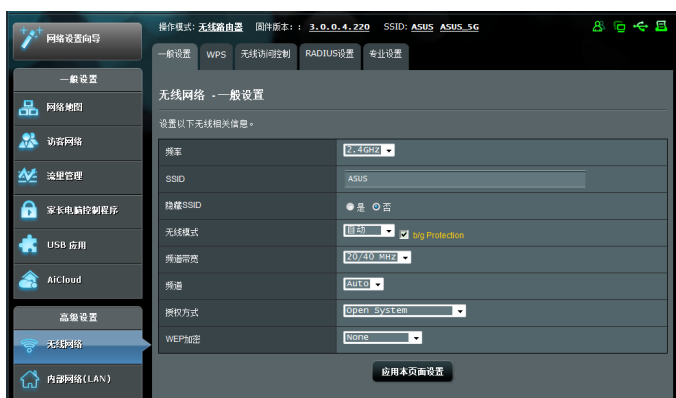 网络设置向导
一般设置
网络地图
访客网络
流量管理
家长电脑控制程序
USB 应用
AiCloud
高级设置
无线网络
内部网络(LAN)
操作模式: 无线路由器 固件版本: : 3.0.0.4.220 SSID: ASUS ASUS_5G
一般设置 WPS 无线访问控制 RADIUS设置 专业设置
无线网络 - 一般设置
设置以下无线相关信息。
频率 2.4GHz
SSID ASUS
隐藏SSID 是 否
无线模式 自动 b/g Protection
频道带宽 20/40 MHz
频道 Auto
授权方式 Open System
WEP加密 None
应用本页面设置